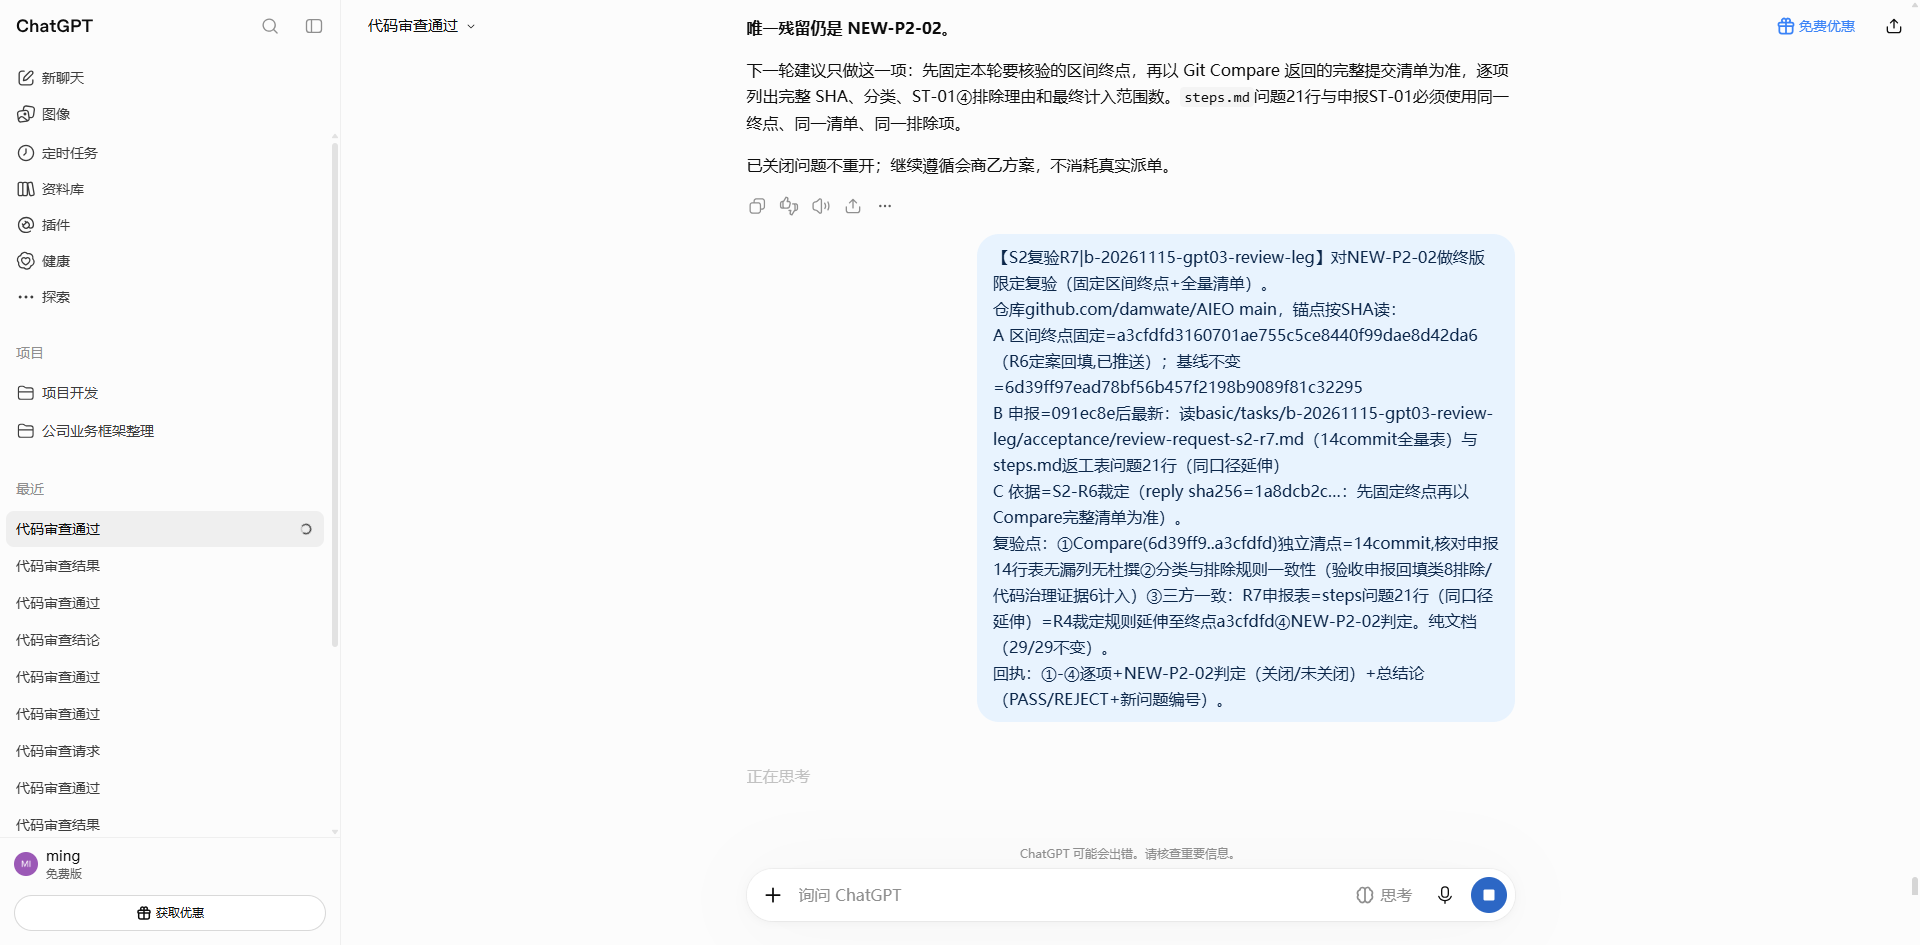 ChatGPT
新聊天
图像
定时任务
资料库
插件
健康
探索
项目
项目开发
公司业务框架整理
最近
代码审查通过
代码审查结果
代码审查通过
代码审查结论
代码审查通过
代码审查通过
代码审查请求
代码审查通过
代码审查结果
MI
ming
免费版
获取优惠
代码审查通过
免费优惠
唯一残留仍是 NEW-P2-02。
下一轮建议只做这一项：先固定本轮要核验的区间终点，再以 Git Compare 返回的完整提交清单为准，逐项
列出完整 SHA、分类、ST-01④排除理由和最终计入范围数。steps.md 问题21行与申报ST-01必须使用同一
终点、同一清单、同一排除项。
已关闭问题不重开；继续遵循会商乙方案，不消耗真实派单。
【S2复验R7|b-20261115-gpt03-review-leg】对NEW-P2-02做终版
限定复验（固定区间终点+全量清单）。
仓库github.com/damwate/AIEO main，锚点按SHA读：
A 区间终点固定=a3cfdfd3160701ae755c5ce8440f99dae8d42da6
（R6定案回填,已推送）；基线不变
=6d39ff97ead78bf56b457f2198b9089f81c32295
B 申报=091ec8e后最新：读basic/tasks/b-20261115-gpt03-review-
leg/acceptance/review-request-s2-r7.md（14commit全量表）与
steps.md返工表问题21行（同口径延伸）
C 依据=S2-R6裁定（reply sha256=1a8dcb2c...：先固定终点再以
Compare完整清单为准）。
复验点：①Compare(6d39ff9..a3cfdfd)独立清点=14commit,核对申报
14行表无漏列无杜撰②分类与排除规则一致性（验收申报回填类8排除/
代码治理证据6计入）③三方一致：R7申报表=steps问题21行（同口径
延伸）=R4裁定规则延伸至终点a3cfdfd④NEW-P2-02判定。纯文档
（29/29不变）。
回执：①-④逐项+NEW-P2-02判定（关闭/未关闭）+总结论
（PASS/REJECT+新问题编号）。
正在思考
ChatGPT 可能会出错。请核查重要信息。
询问 ChatGPT
思考